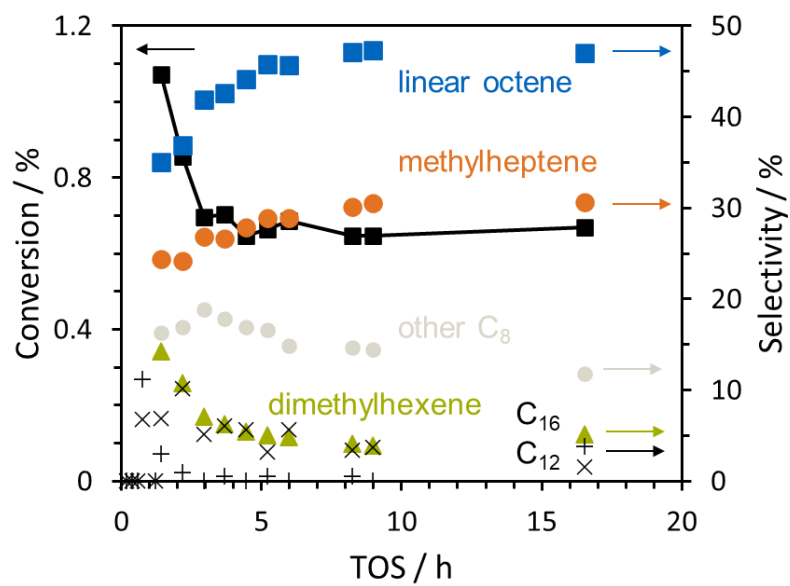 1.2
0.8
0.4
0
Conversion / %
50
40
30
20
10
0
Selectivity / %
linear octene
methylheptene
other C₈
dimethylhexene
C₁₆
C₁₂
0
5
10
15
20
TOS / h